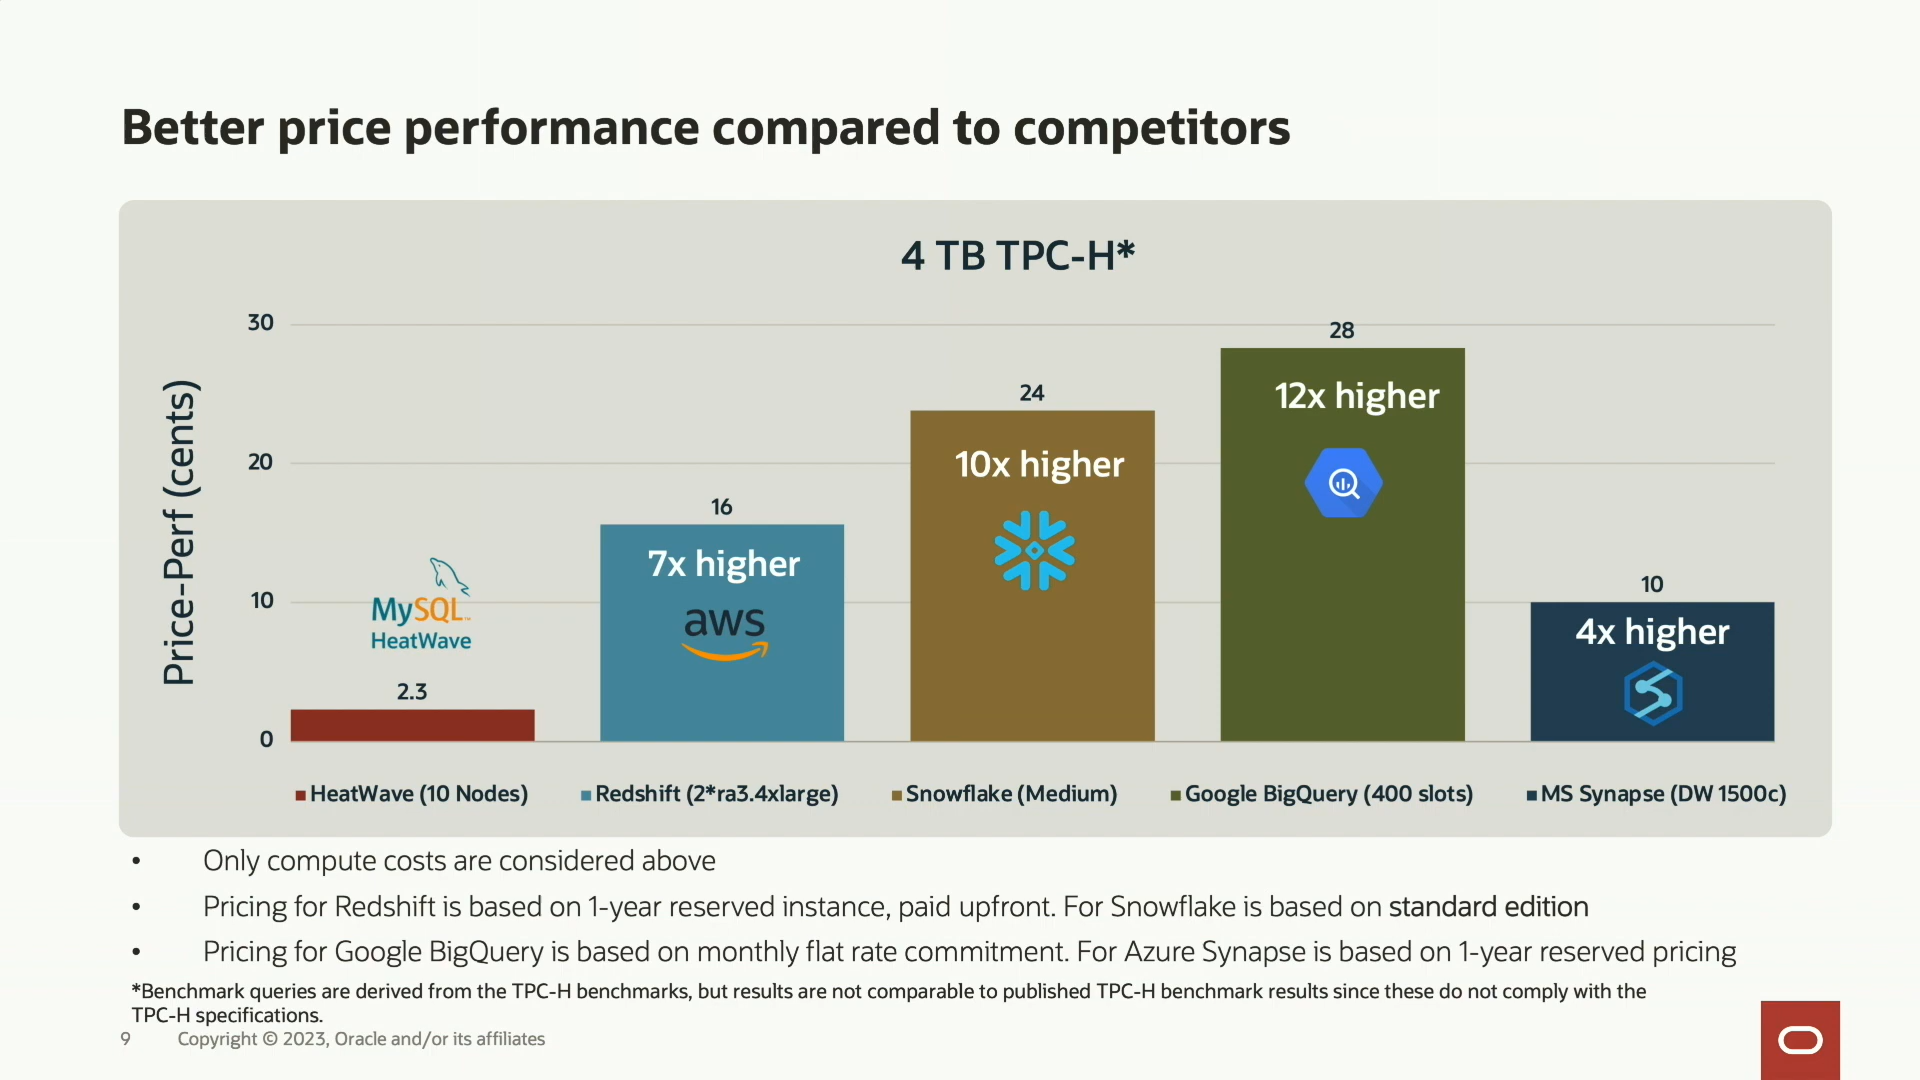 Better price performance compared to competitors
4 TB TPC-H*
Price-Perf (cents)
30
20
10
0
MySQL™
HeatWave
2.3
16
7x higher
aws
24
10x higher
28
12x higher
10
4x higher
HeatWave (10 Nodes)
Redshift (2*ra3.4xlarge)
Snowflake (Medium)
Google BigQuery (400 slots)
MS Synapse (DW 1500c)
• Only compute costs are considered above
• Pricing for Redshift is based on 1-year reserved instance, paid upfront. For Snowflake is based on standard edition
• Pricing for Google BigQuery is based on monthly flat rate commitment. For Azure Synapse is based on 1-year reserved pricing
*Benchmark queries are derived from the TPC-H benchmarks, but results are not comparable to published TPC-H benchmark results since these do not comply with the
TPC-H specifications.
9 Copyright © 2023, Oracle and/or its affiliates